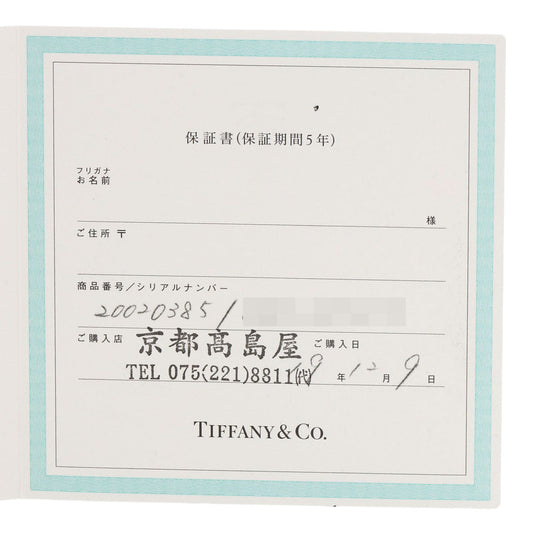 保証書(保証期間5年)
フリガナ
お名前
様
ご住所 〒
商品番号/シリアルナンバー
20020385/
ご購入店 京都髙島屋 ご購入日
TEL 075(221)8811(代) 19年12月9日
TIFFANY & CO.